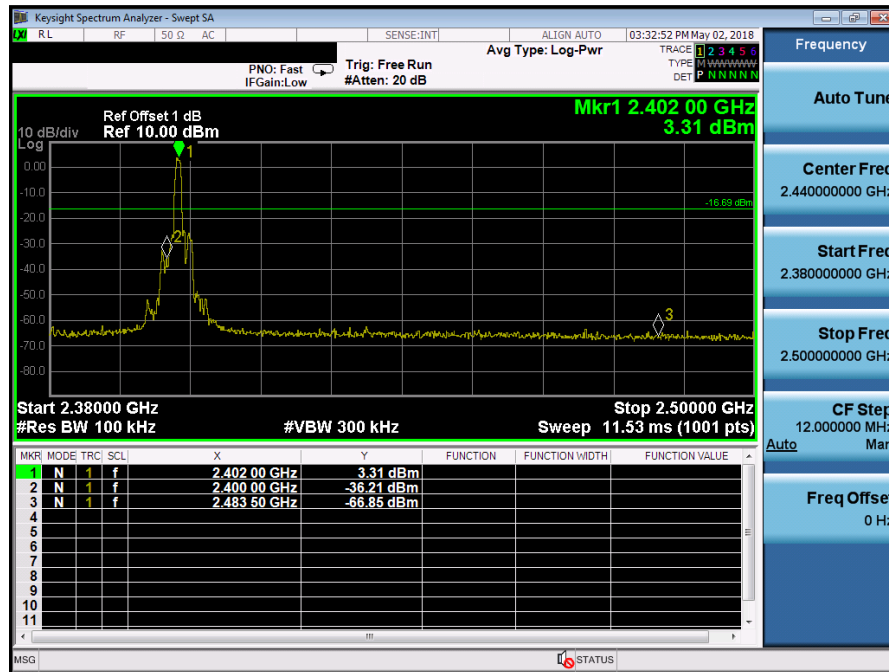 Keysight Spectrum Analyzer - Swept SA
LXI RL RF 50 Ω AC SENSE:INT ALIGN AUTO 03:32:52 PM May 02, 2018
Avg Type: Log-Pwr
TRACE 1 2 3 4 5 6
TYPE M W W W W W
DET P N N N N N
PNO: Fast Trig: Free Run
IFGain:Low #Atten: 20 dB
Frequency
Auto Tune
Center Freq
2.440000000 GHz
Start Freq
2.380000000 GHz
Stop Freq
2.500000000 GHz
CF Step
12.000000 MHz
Auto Man
Freq Offset
0 Hz
Mkr1 2.402 00 GHz
3.31 dBm
Ref Offset 1 dB
10 dB/div Ref 10.00 dBm
Log
1
0.00
-10.0
-16.69 dBm
-20.0
2
-30.0
-40.0
-50.0
-60.0
3
-70.0
-80.0
Start 2.38000 GHz Stop 2.50000 GHz
#Res BW 100 kHz #VBW 300 kHz Sweep 11.53 ms (1001 pts)
MKR MODE TRC SCL X Y FUNCTION FUNCTION WIDTH FUNCTION VALUE
1 N 1 f 2.402 00 GHz 3.31 dBm
2 N 1 f 2.400 00 GHz -36.21 dBm
3 N 1 f 2.483 50 GHz -66.85 dBm
4
5
6
7
8
9
10
11
MSG STATUS